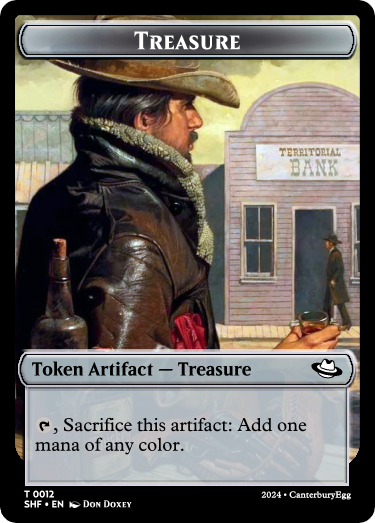 TREASURE
TERRITORIAL
BANK
Token Artifact — Treasure
, Sacrifice this artifact: Add one
mana of any color.
T 0012
SHF • EN DON DOXEY
2024 • CanterburyEgg